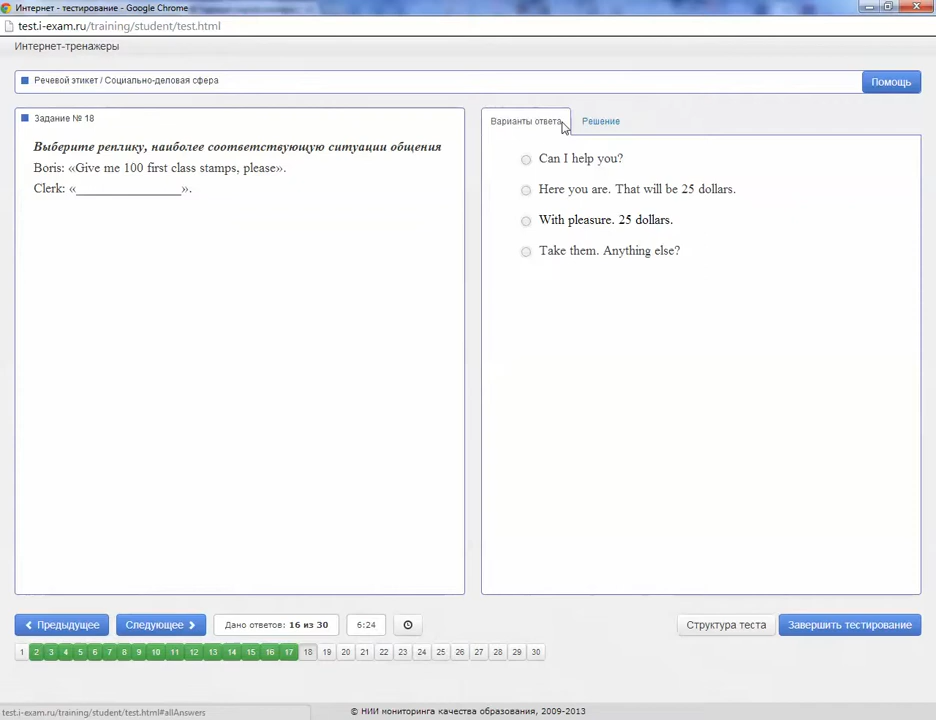 Интернет - тестирование - Google Chrome
test.i-exam.ru/training/student/test.html
Интернет-тренажеры
Речевой этикет / Социально-деловая сфера
Помощь
Задание № 18
Выберите реплику, наиболее соответствующую ситуации общения
Boris: «Give me 100 first class stamps, please».
Clerk: «________________».
Варианты ответа
Решение
Can I help you?
Here you are. That will be 25 dollars.
With pleasure. 25 dollars.
Take them. Anything else?
Предыдущее
Следующее
Дано ответов: 16 из 30
6:24
Структура теста
Завершить тестирование
1 2 3 4 5 6 7 8 9 10 11 12 13 14 15 16 17 18 19 20 21 22 23 24 25 26 27 28 29 30
test.i-exam.ru/training/student/test.html#allAnswers
© НИИ мониторинга качества образования, 2009-2013